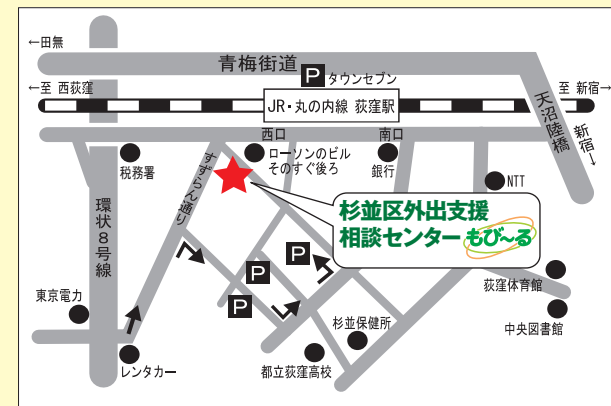 ←田無
青梅街道
P タウンセブン
←至 西荻窪
至 新宿→
JR・丸の内線 荻窪駅
天沼陸橋
新宿→
西口
南口
税務署
すずらん通り
ローソンのビル
そのすぐ後ろ
銀行
NTT
環状8号線
杉並区外出支援
相談センター もび〜る
P
P
P
荻窪体育館
東京電力
杉並保健所
中央図書館
レンタカー
都立荻窪高校